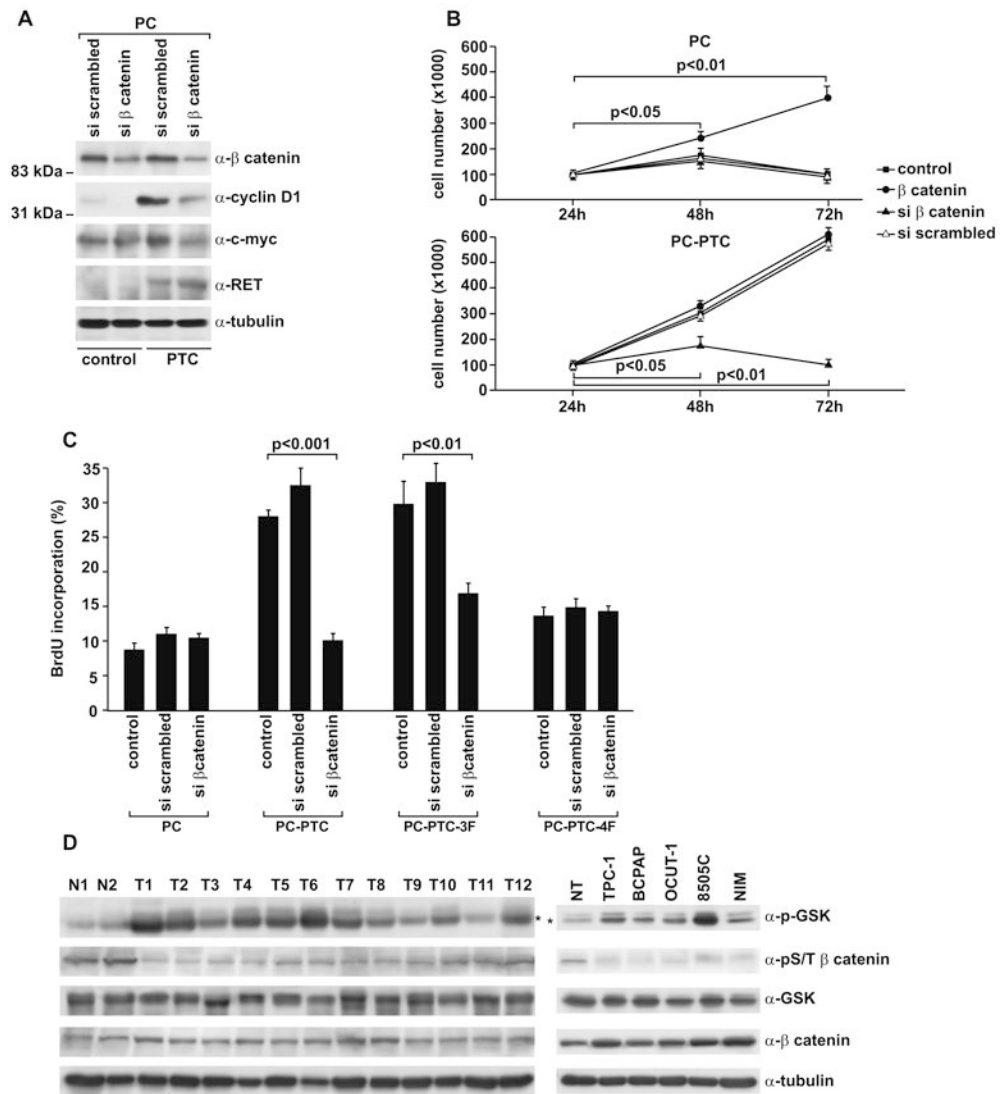 A
PC
si scrambled
si β catenin
si scrambled
si β catenin
83 kDa
α-β catenin
31 kDa
α-cyclin D1
α-c-myc
α-RET
α-tubulin
control
PTC
B
PC
cell number (x1000)
600
500
400
300
200
100
0
p<0.01
p<0.05
24h
48h
72h
control
β catenin
si β catenin
si scrambled
PC-PTC
cell number (x1000)
600
500
400
300
200
100
0
p<0.05
p<0.01
24h
48h
72h
C
BrdU incorporation (%)
35
30
25
20
15
10
5
0
p<0.001
p<0.01
control
si scrambled
si βcatenin
control
si scrambled
si βcatenin
control
si scrambled
si βcatenin
control
si scrambled
si βcatenin
PC
PC-PTC
PC-PTC-3F
PC-PTC-4F
D
N1 N2 T1 T2 T3 T4 T5 T6 T7 T8 T9 T10 T11 T12
NT
TPC-1
BCPAP
OCUT-1
8505C
NIM
* *
α-p-GSK
α-pS/T β catenin
α-GSK
α-β catenin
α-tubulin